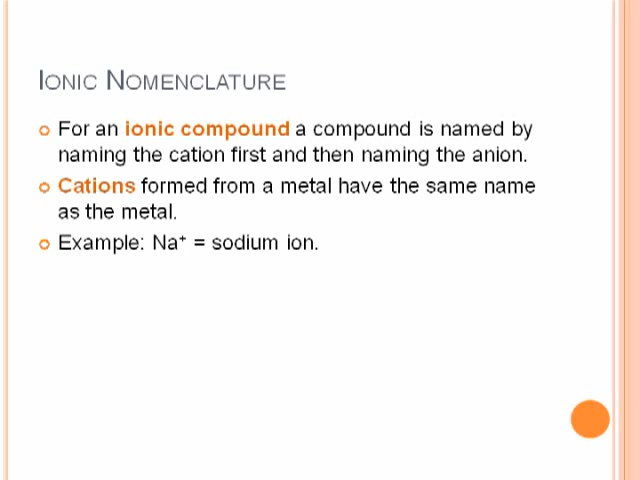 IONIC NOMENCLATURE
For an ionic compound a compound is named by
naming the cation first and then naming the anion.
Cations formed from a metal have the same name
as the metal.
Example: Na⁺ = sodium ion.